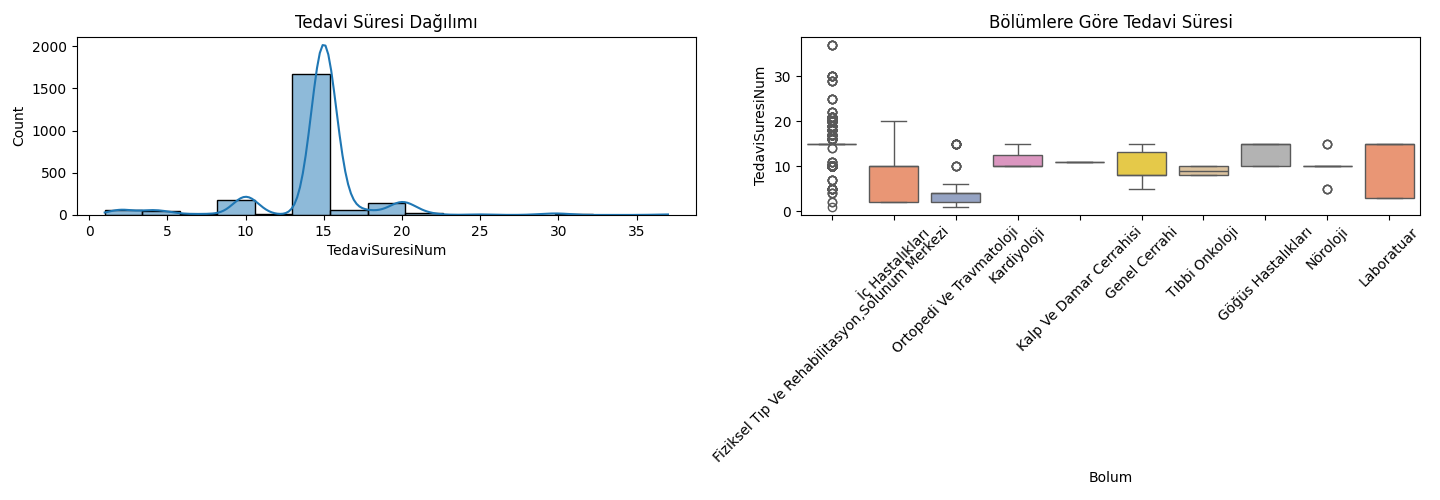 Tedavi Süresi Dağılımı
Count
2000
1500
1000
500
0
0 5 10 15 20 25 30 35
TedaviSuresiNum
Bölümlere Göre Tedavi Süresi
TedaviSuresiNum
30
20
10
0
Fiziksel Tıp Ve Rehabilitasyon,Solunum Merkezi
İç Hastalıkları
Ortopedi Ve Travmatoloji
Kardiyoloji
Kalp Ve Damar Cerrahisi
Genel Cerrahi
Tıbbi Onkoloji
Göğüs Hastalıkları
Nöroloji
Laboratuar
Bolum